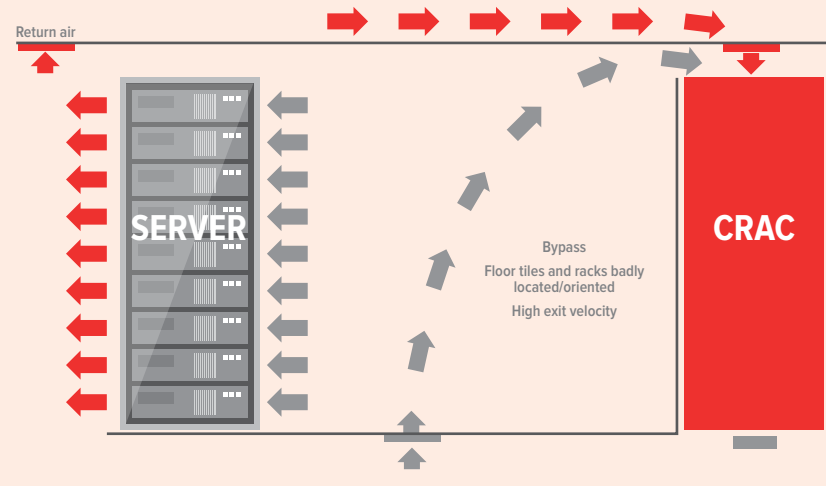 Return air
SERVER
CRAC
Bypass
Floor tiles and racks badly
located/oriented
High exit velocity